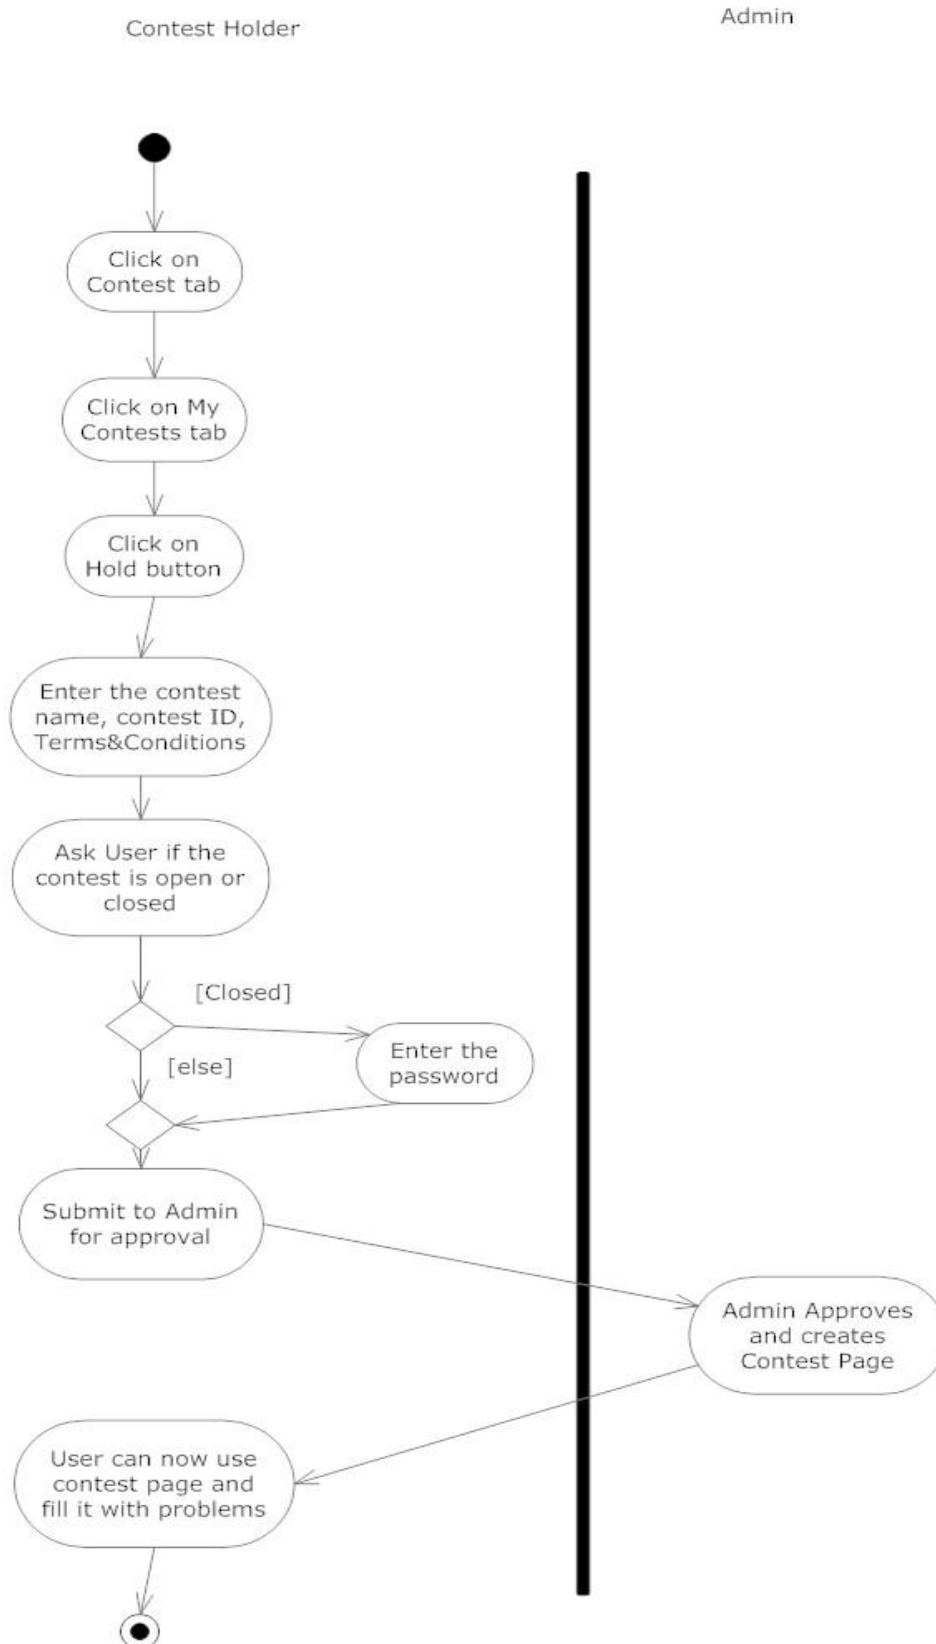 Contest Holder
Admin
Click on
Contest tab
Click on My
Contests tab
Click on
Hold button
Enter the contest
name, contest ID,
Terms&Conditions
Ask User if the
contest is open or
closed
[Closed]
Enter the
password
[else]
Submit to Admin
for approval
Admin Approves
and creates
Contest Page
User can now use
contest page and
fill it with problems